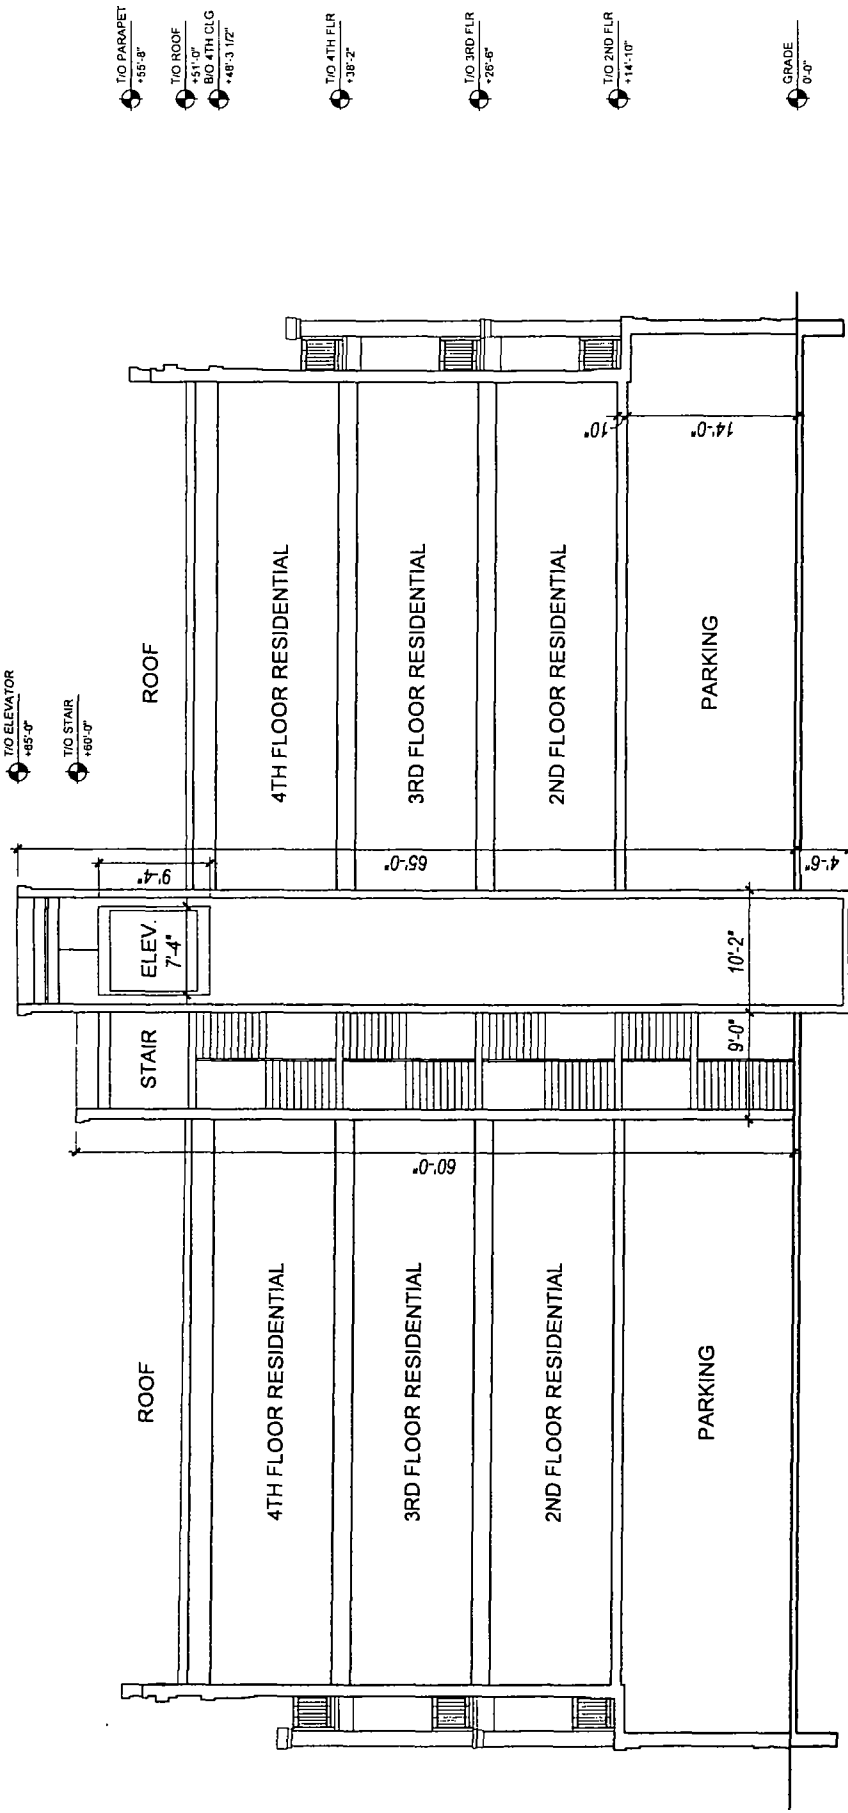 T/O ELEVATOR
+65'-0"
T/O STAIR
+60'-0"
T/O PARAPET
+55'-8"
T/O ROOF
+51'-0"
B/O 4TH CLG
+48'-3 1/2"
T/O 4TH FLR
+38'-2"
T/O 3RD FLR
+26'-6"
T/O 2ND FLR
+14'-10"
GRADE
0'-0"
ROOF
4TH FLOOR RESIDENTIAL
3RD FLOOR RESIDENTIAL
2ND FLOOR RESIDENTIAL
PARKING
60'-0"
STAIR
9'-0"
ELEV.
7'-4"
10'-2"
9'-4"
65'-0"
4'-6"
ROOF
4TH FLOOR RESIDENTIAL
3RD FLOOR RESIDENTIAL
2ND FLOOR RESIDENTIAL
PARKING
10"
14'-0"